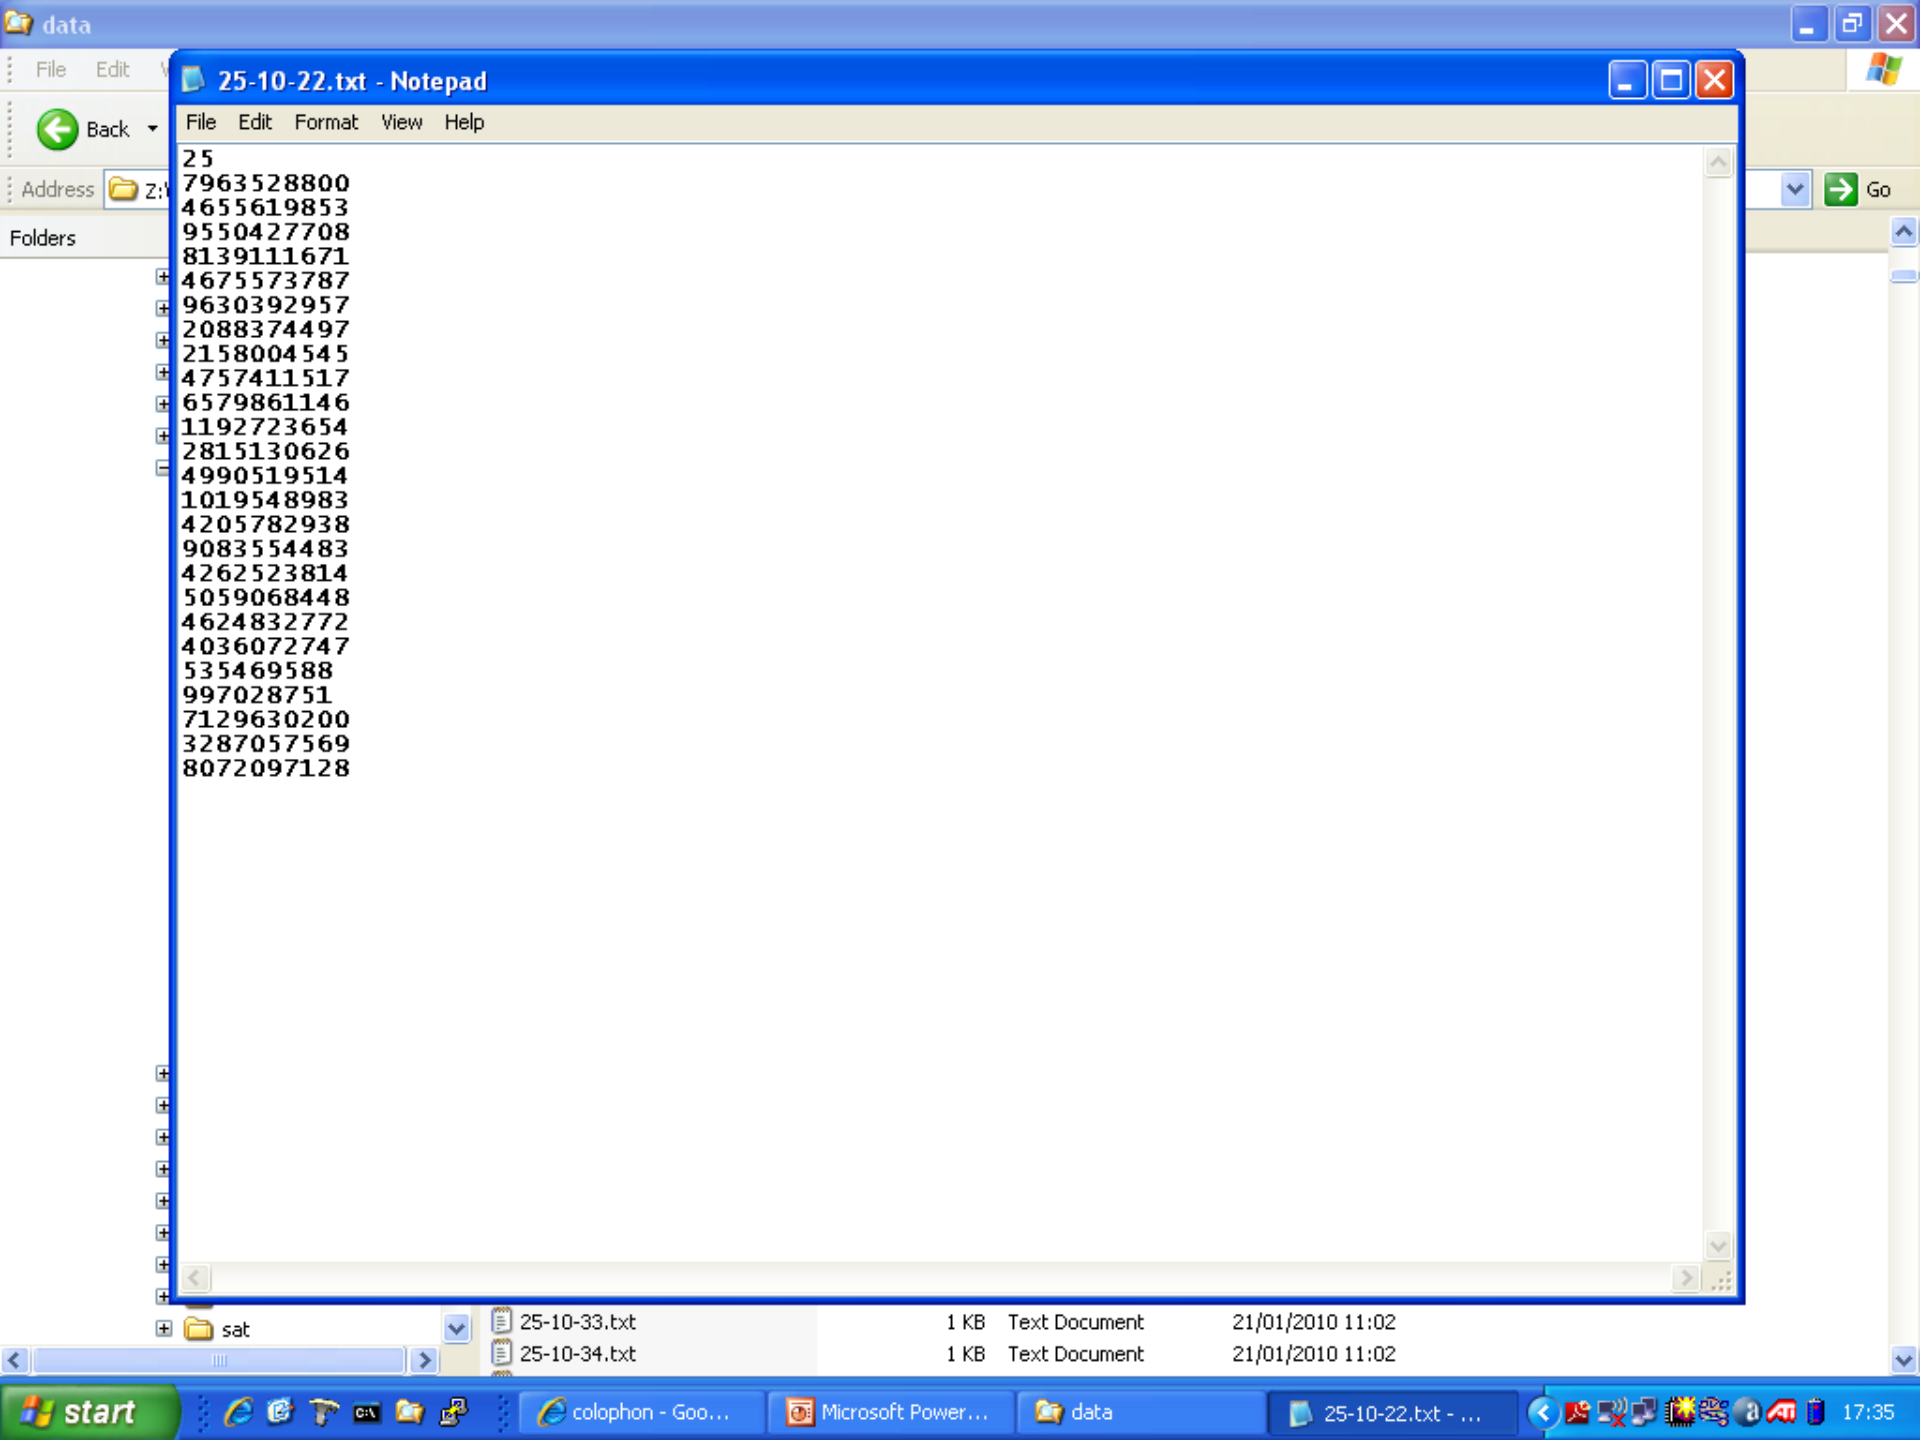 data
File Edit
25-10-22.txt - Notepad
File Edit Format View Help
Back
Address Z:\
Go
Folders
25
7963528800
4655619853
9550427708
8139111671
4675573787
9630392957
2088374497
2158004545
4757411517
6579861146
1192723654
2815130626
4990519514
1019548983
4205782938
9083554483
4262523814
5059068448
4624832772
4036072747
535469588
997028751
7129630200
3287057569
8072097128
sat
25-10-33.txt 1 KB Text Document 21/01/2010 11:02
25-10-34.txt 1 KB Text Document 21/01/2010 11:02
start colophon - Goo... Microsoft Power... data 25-10-22.txt - ... 17:35